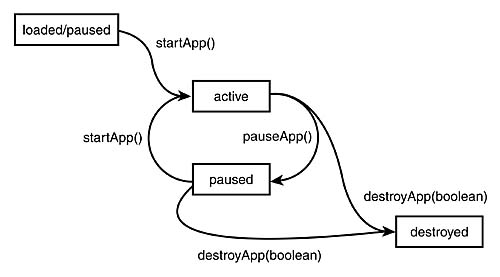 loaded/paused
startApp()
active
startApp()
pauseApp()
paused
destroyApp(boolean)
destroyed
destroyApp(boolean)